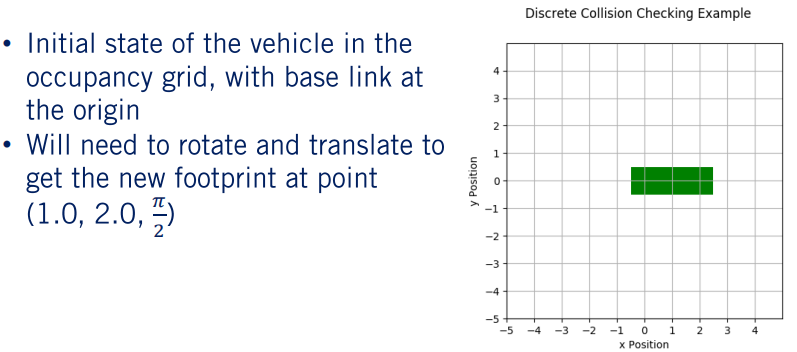 • Initial state of the vehicle in the
occupancy grid, with base link at
the origin
• Will need to rotate and translate to
get the new footprint at point
(1.0, 2.0, π/2)
Discrete Collision Checking Example
y Position
4
3
2
1
0
−1
−2
−3
−4
−5
−5 −4 −3 −2 −1 0 1 2 3 4
x Position